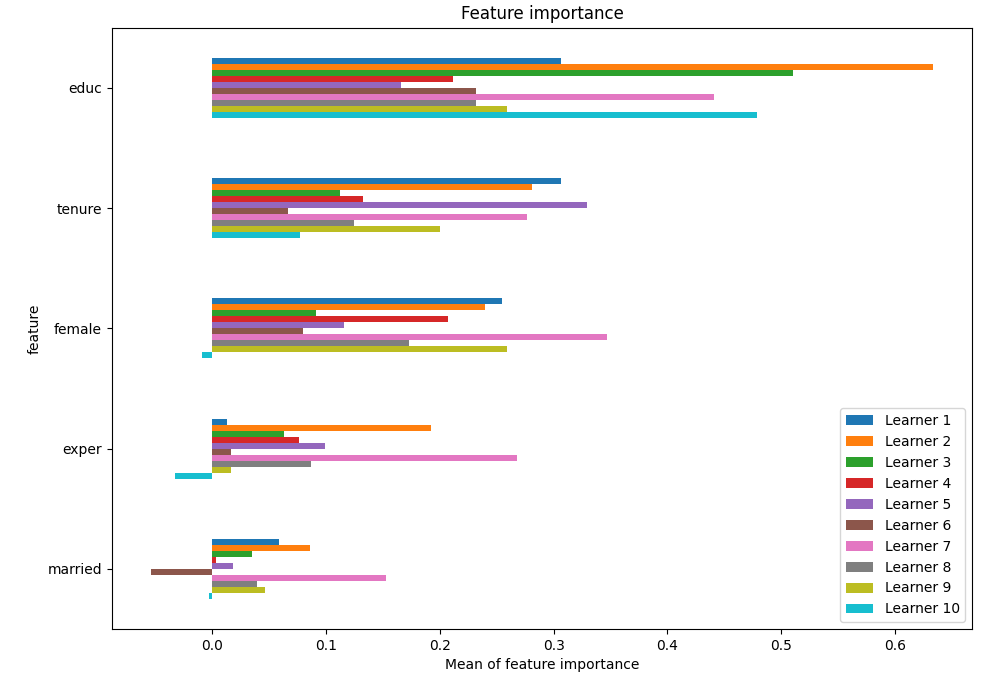 Feature importance
educ
tenure
female
exper
married
feature
0.0 0.1 0.2 0.3 0.4 0.5 0.6
Mean of feature importance
Learner 1
Learner 2
Learner 3
Learner 4
Learner 5
Learner 6
Learner 7
Learner 8
Learner 9
Learner 10